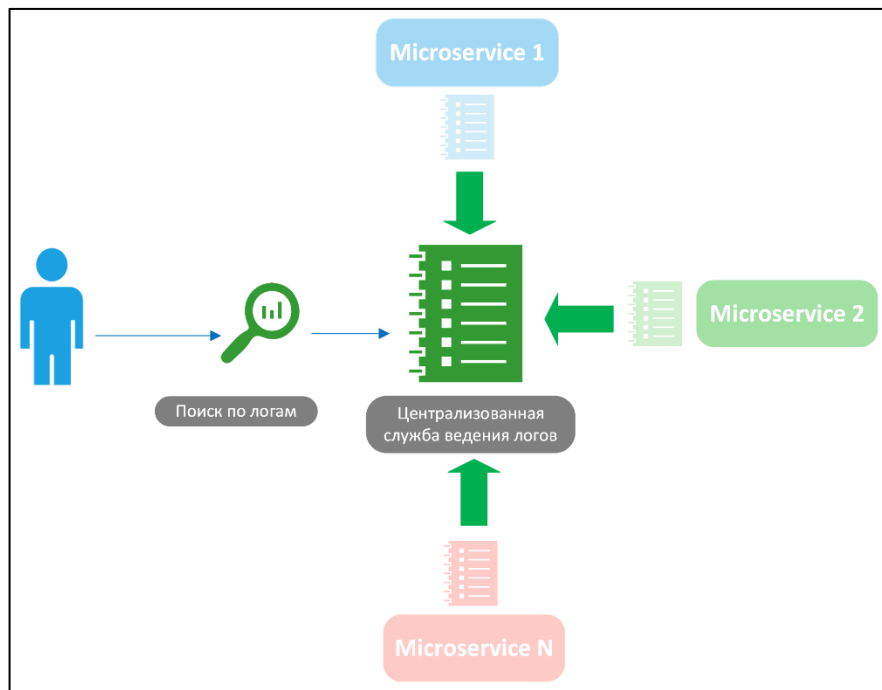 Microservice 1
Microservice 2
Поиск по логам
Централизованная
служба ведения логов
Microservice N